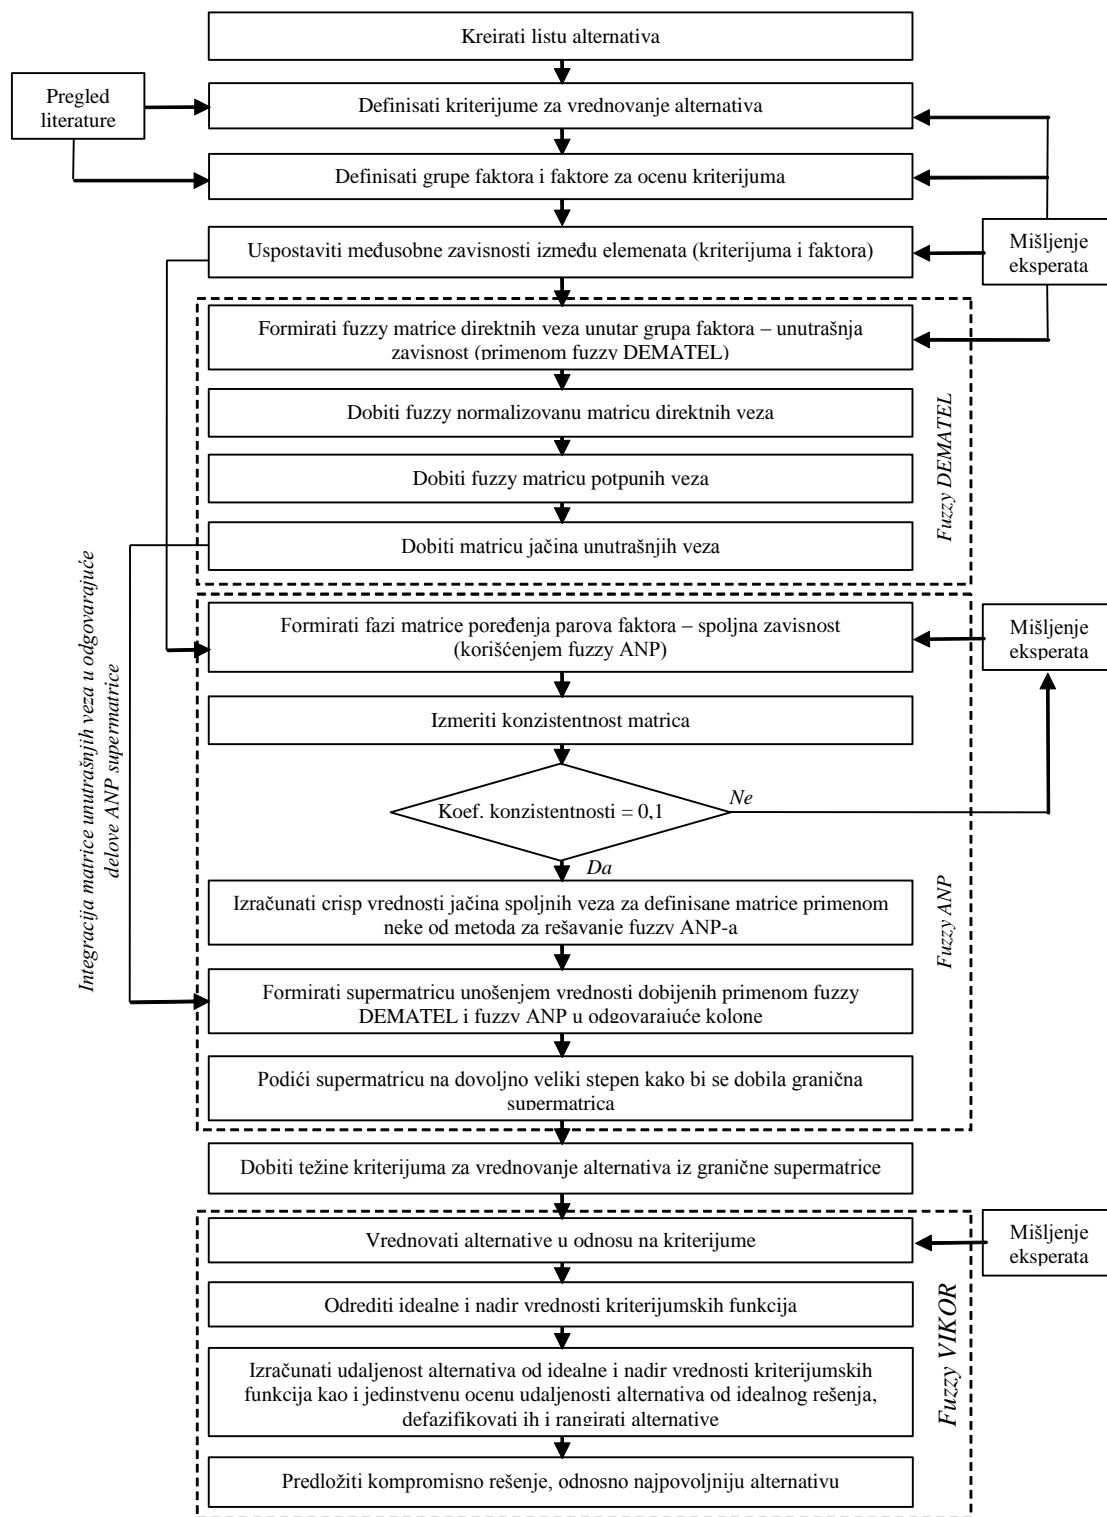 Kreirati listu alternativa
Pregled
literature
Definisati kriterijume za vrednovanje alternativa
Definisati grupe faktora i faktore za ocenu kriterijuma
Uspostaviti međusobne zavisnosti između elemenata (kriterijuma i faktora)
Mišljenje
eksperata
Formirati fuzzy matrice direktnih veza unutar grupa faktora – unutrašnja
zavisnost (primenom fuzzy DEMATEL)
Dobiti fuzzy normalizovanu matricu direktnih veza
Dobiti fuzzy matricu potpunih veza
Dobiti matricu jačina unutrašnjih veza
Fuzzy DEMATEL
Integracija matrice unutrašnjih veza u odgovarajuće
delove ANP supermatrice
Formirati fazi matrice poređenja parova faktora – spoljna zavisnost
(korišćenjem fuzzy ANP)
Mišljenje
eksperata
Izmeriti konzistentnost matrica
Koef. konzistentnosti = 0,1
Ne
Da
Izračunati crisp vrednosti jačina spoljnih veza za definisane matrice primenom
neke od metoda za rešavanje fuzzy ANP-a
Formirati supermatricu unošenjem vrednosti dobijenih primenom fuzzy
DEMATEL i fuzzy ANP u odgovarajuće kolone
Podići supermatricu na dovoljno veliki stepen kako bi se dobila granična
supermatrica
Fuzzy ANP
Dobiti težine kriterijuma za vrednovanje alternativa iz granične supermatrice
Vrednovati alternative u odnosu na kriterijume
Mišljenje
eksperata
Odrediti idealne i nadir vrednosti kriterijumskih funkcija
Izračunati udaljenost alternativa od idealne i nadir vrednosti kriterijumskih
funkcija kao i jedinstvenu ocenu udaljenosti alternativa od idealnog rešenja,
defazifikovati ih i rangirati alternative
Predložiti kompromisno rešenje, odnosno najpovoljniju alternativu
Fuzzy VIKOR